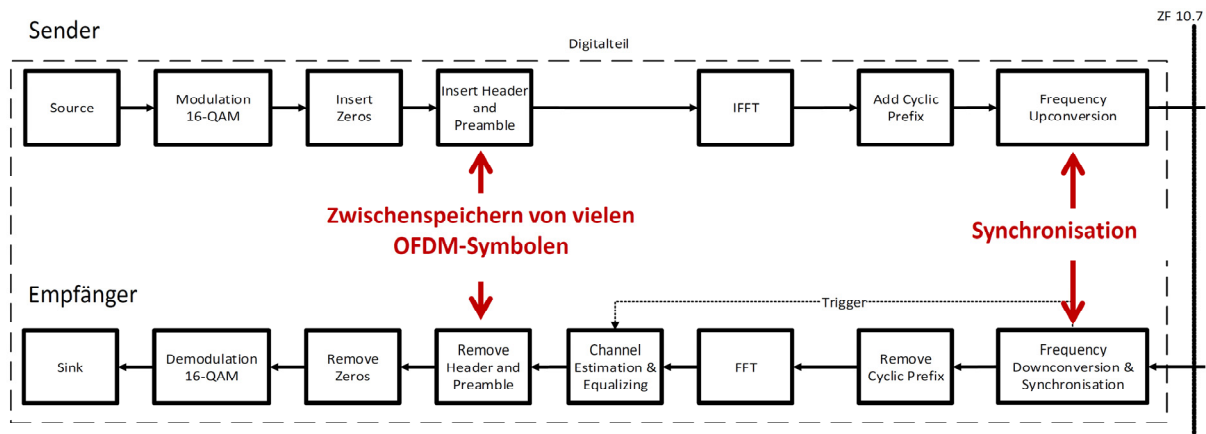 ZF 10.7
Sender
Digitalteil
Source
Modulation
16-QAM
Insert
Zeros
Insert Header
and
Preamble
IFFT
Add Cyclic
Prefix
Frequency
Upconversion
Zwischenspeichern von vielen
OFDM-Symbolen
Synchronisation
Empfänger
Trigger
Sink
Demodulation
16-QAM
Remove
Zeros
Remove
Header and
Preamble
Channel
Estimation &
Equalizing
FFT
Remove
Cyclic Prefix
Frequency
Downconversion &
Synchronisation